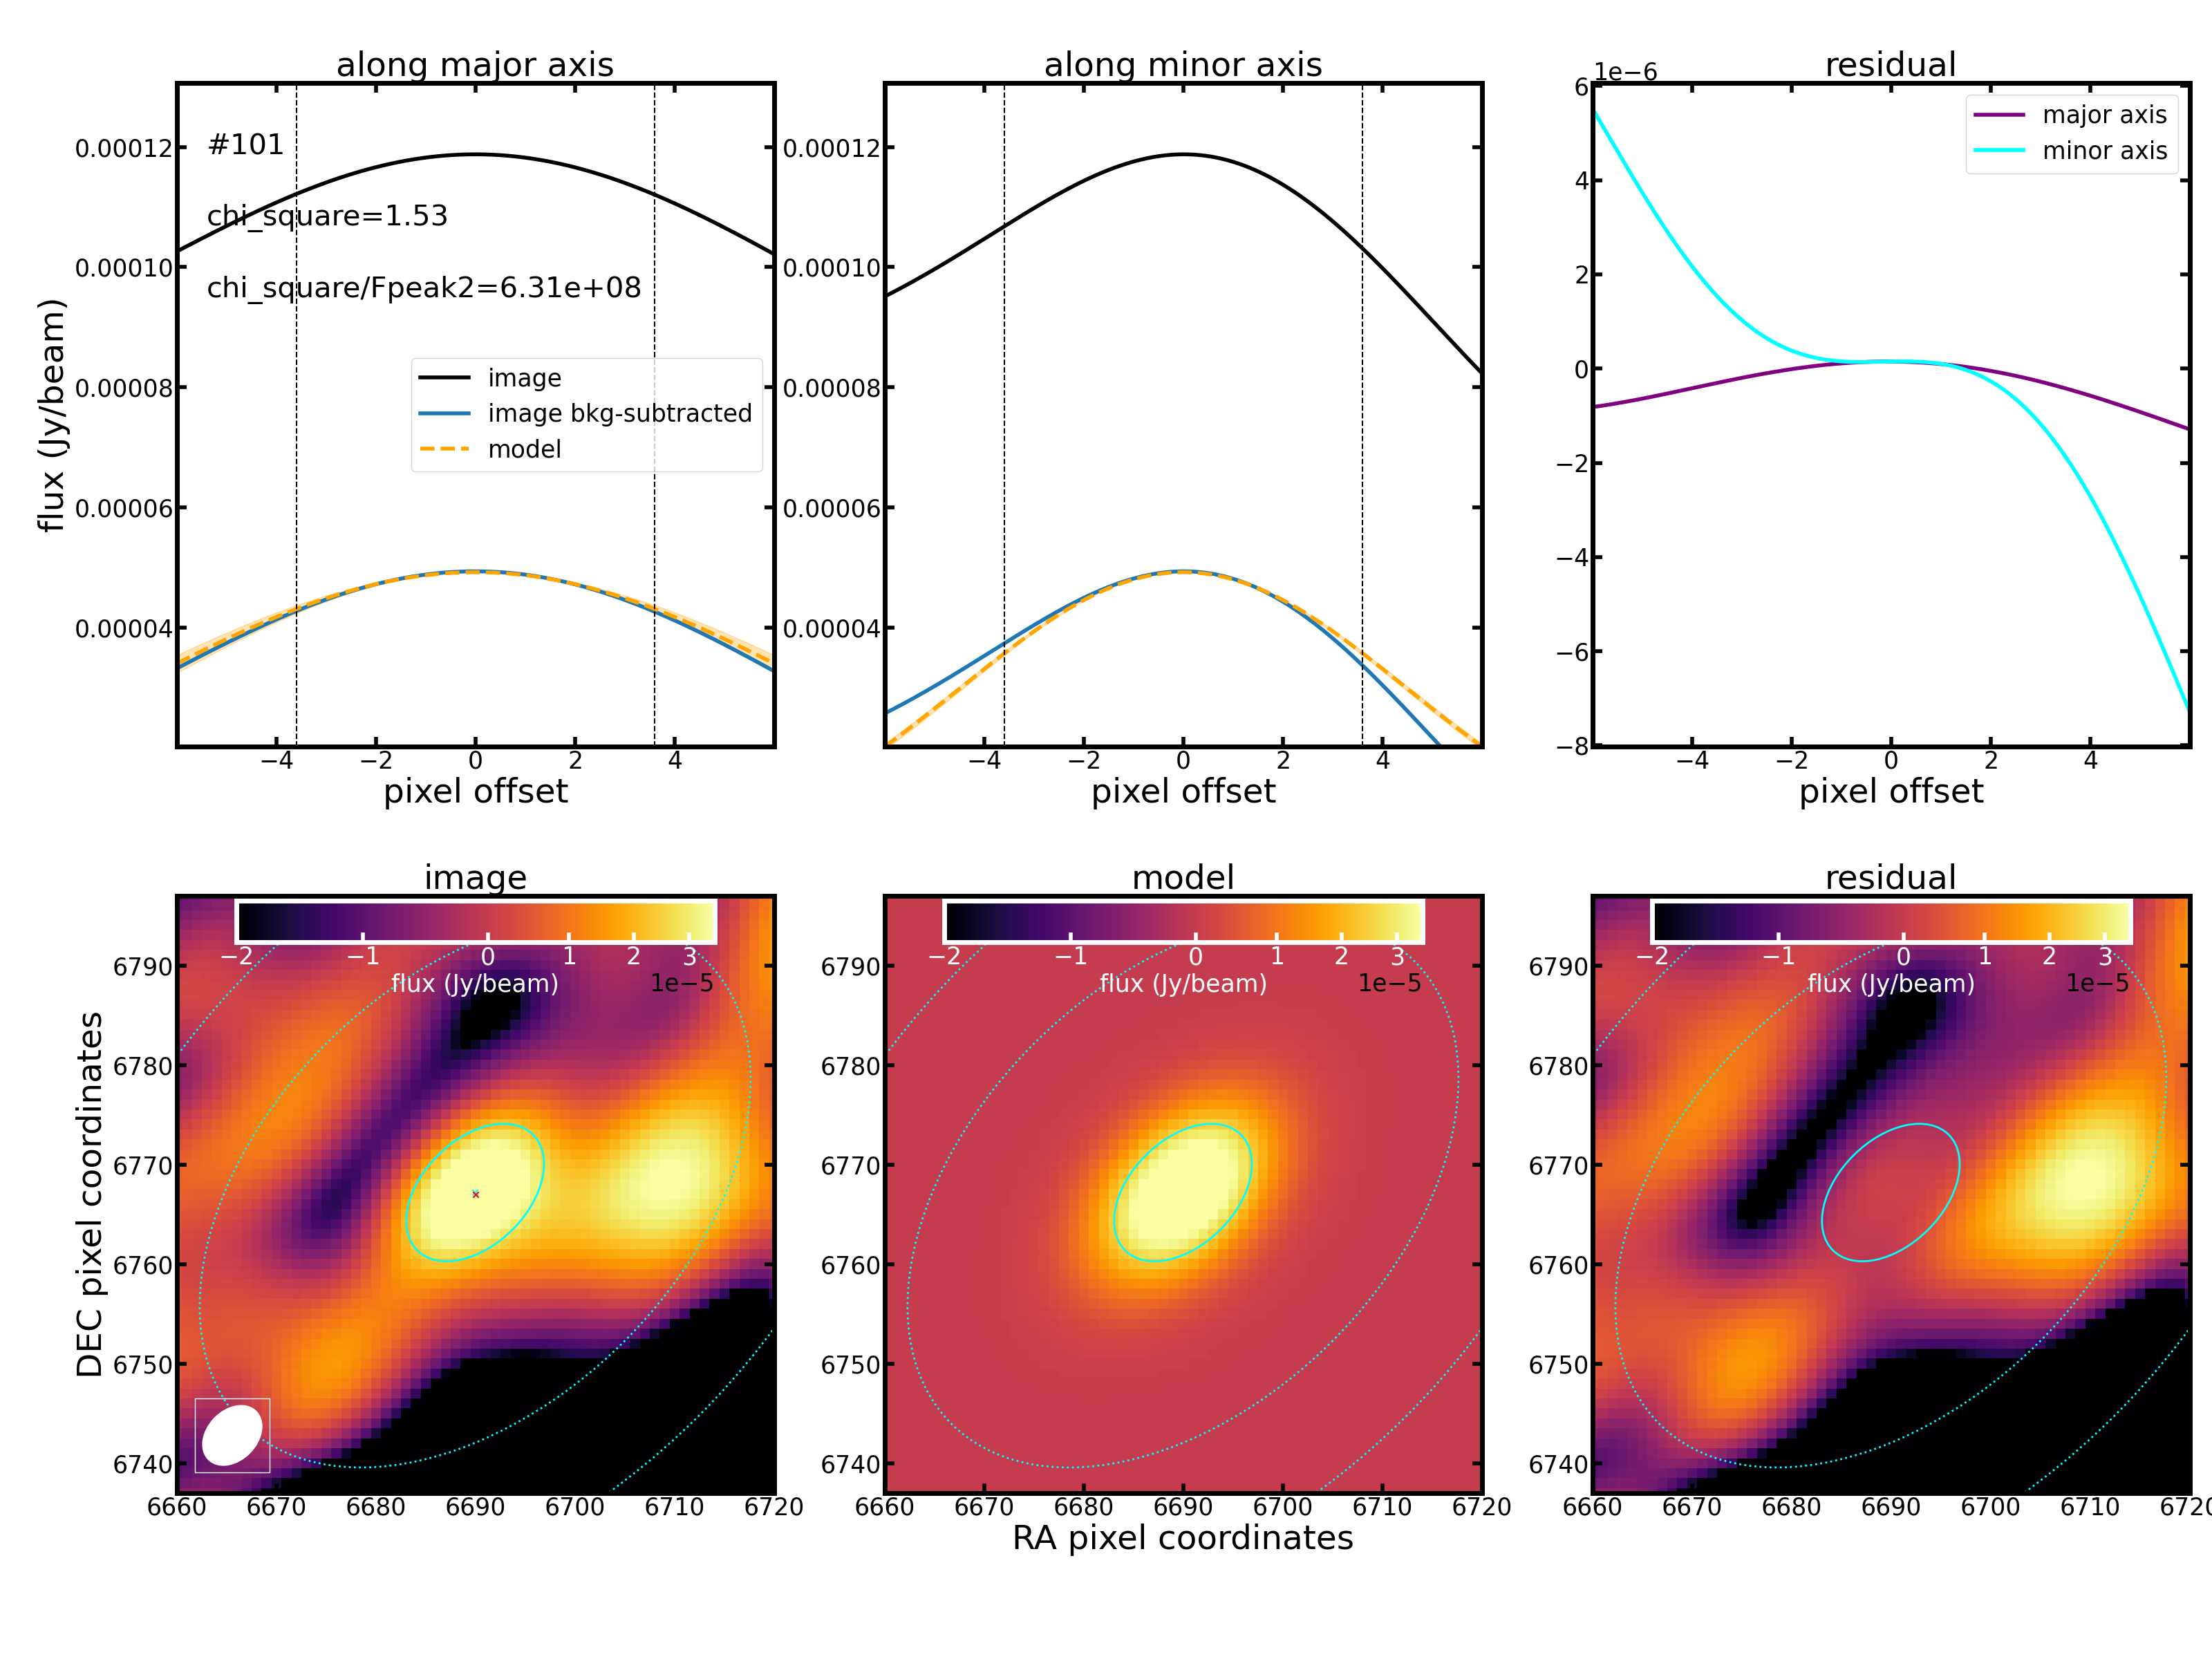 along major axis
along minor axis
residual
1e−6
#101
chi_square=1.53
chi_square/Fpeak2=6.31e+08
image
image bkg-subtracted
model
major axis
minor axis
flux (Jy/beam)
0.00012
0.00010
0.00008
0.00006
0.00004
0.00012
0.00010
0.00008
0.00006
0.00004
6
4
2
0
−2
−4
−6
−8
−4 −2 0 2 4
−4 −2 0 2 4
−4 −2 0 2 4
pixel offset
pixel offset
pixel offset
image
model
residual
−2 −1 0 1 2 3
flux (Jy/beam) 1e−5
−2 −1 0 1 2 3
flux (Jy/beam) 1e−5
−2 −1 0 1 2 3
flux (Jy/beam) 1e−5
DEC pixel coordinates
6790
6780
6770
6760
6750
6740
6790
6780
6770
6760
6750
6740
6790
6780
6770
6760
6750
6740
6660 6670 6680 6690 6700 6710 6720
6660 6670 6680 6690 6700 6710 6720
6660 6670 6680 6690 6700 6710 6720
RA pixel coordinates